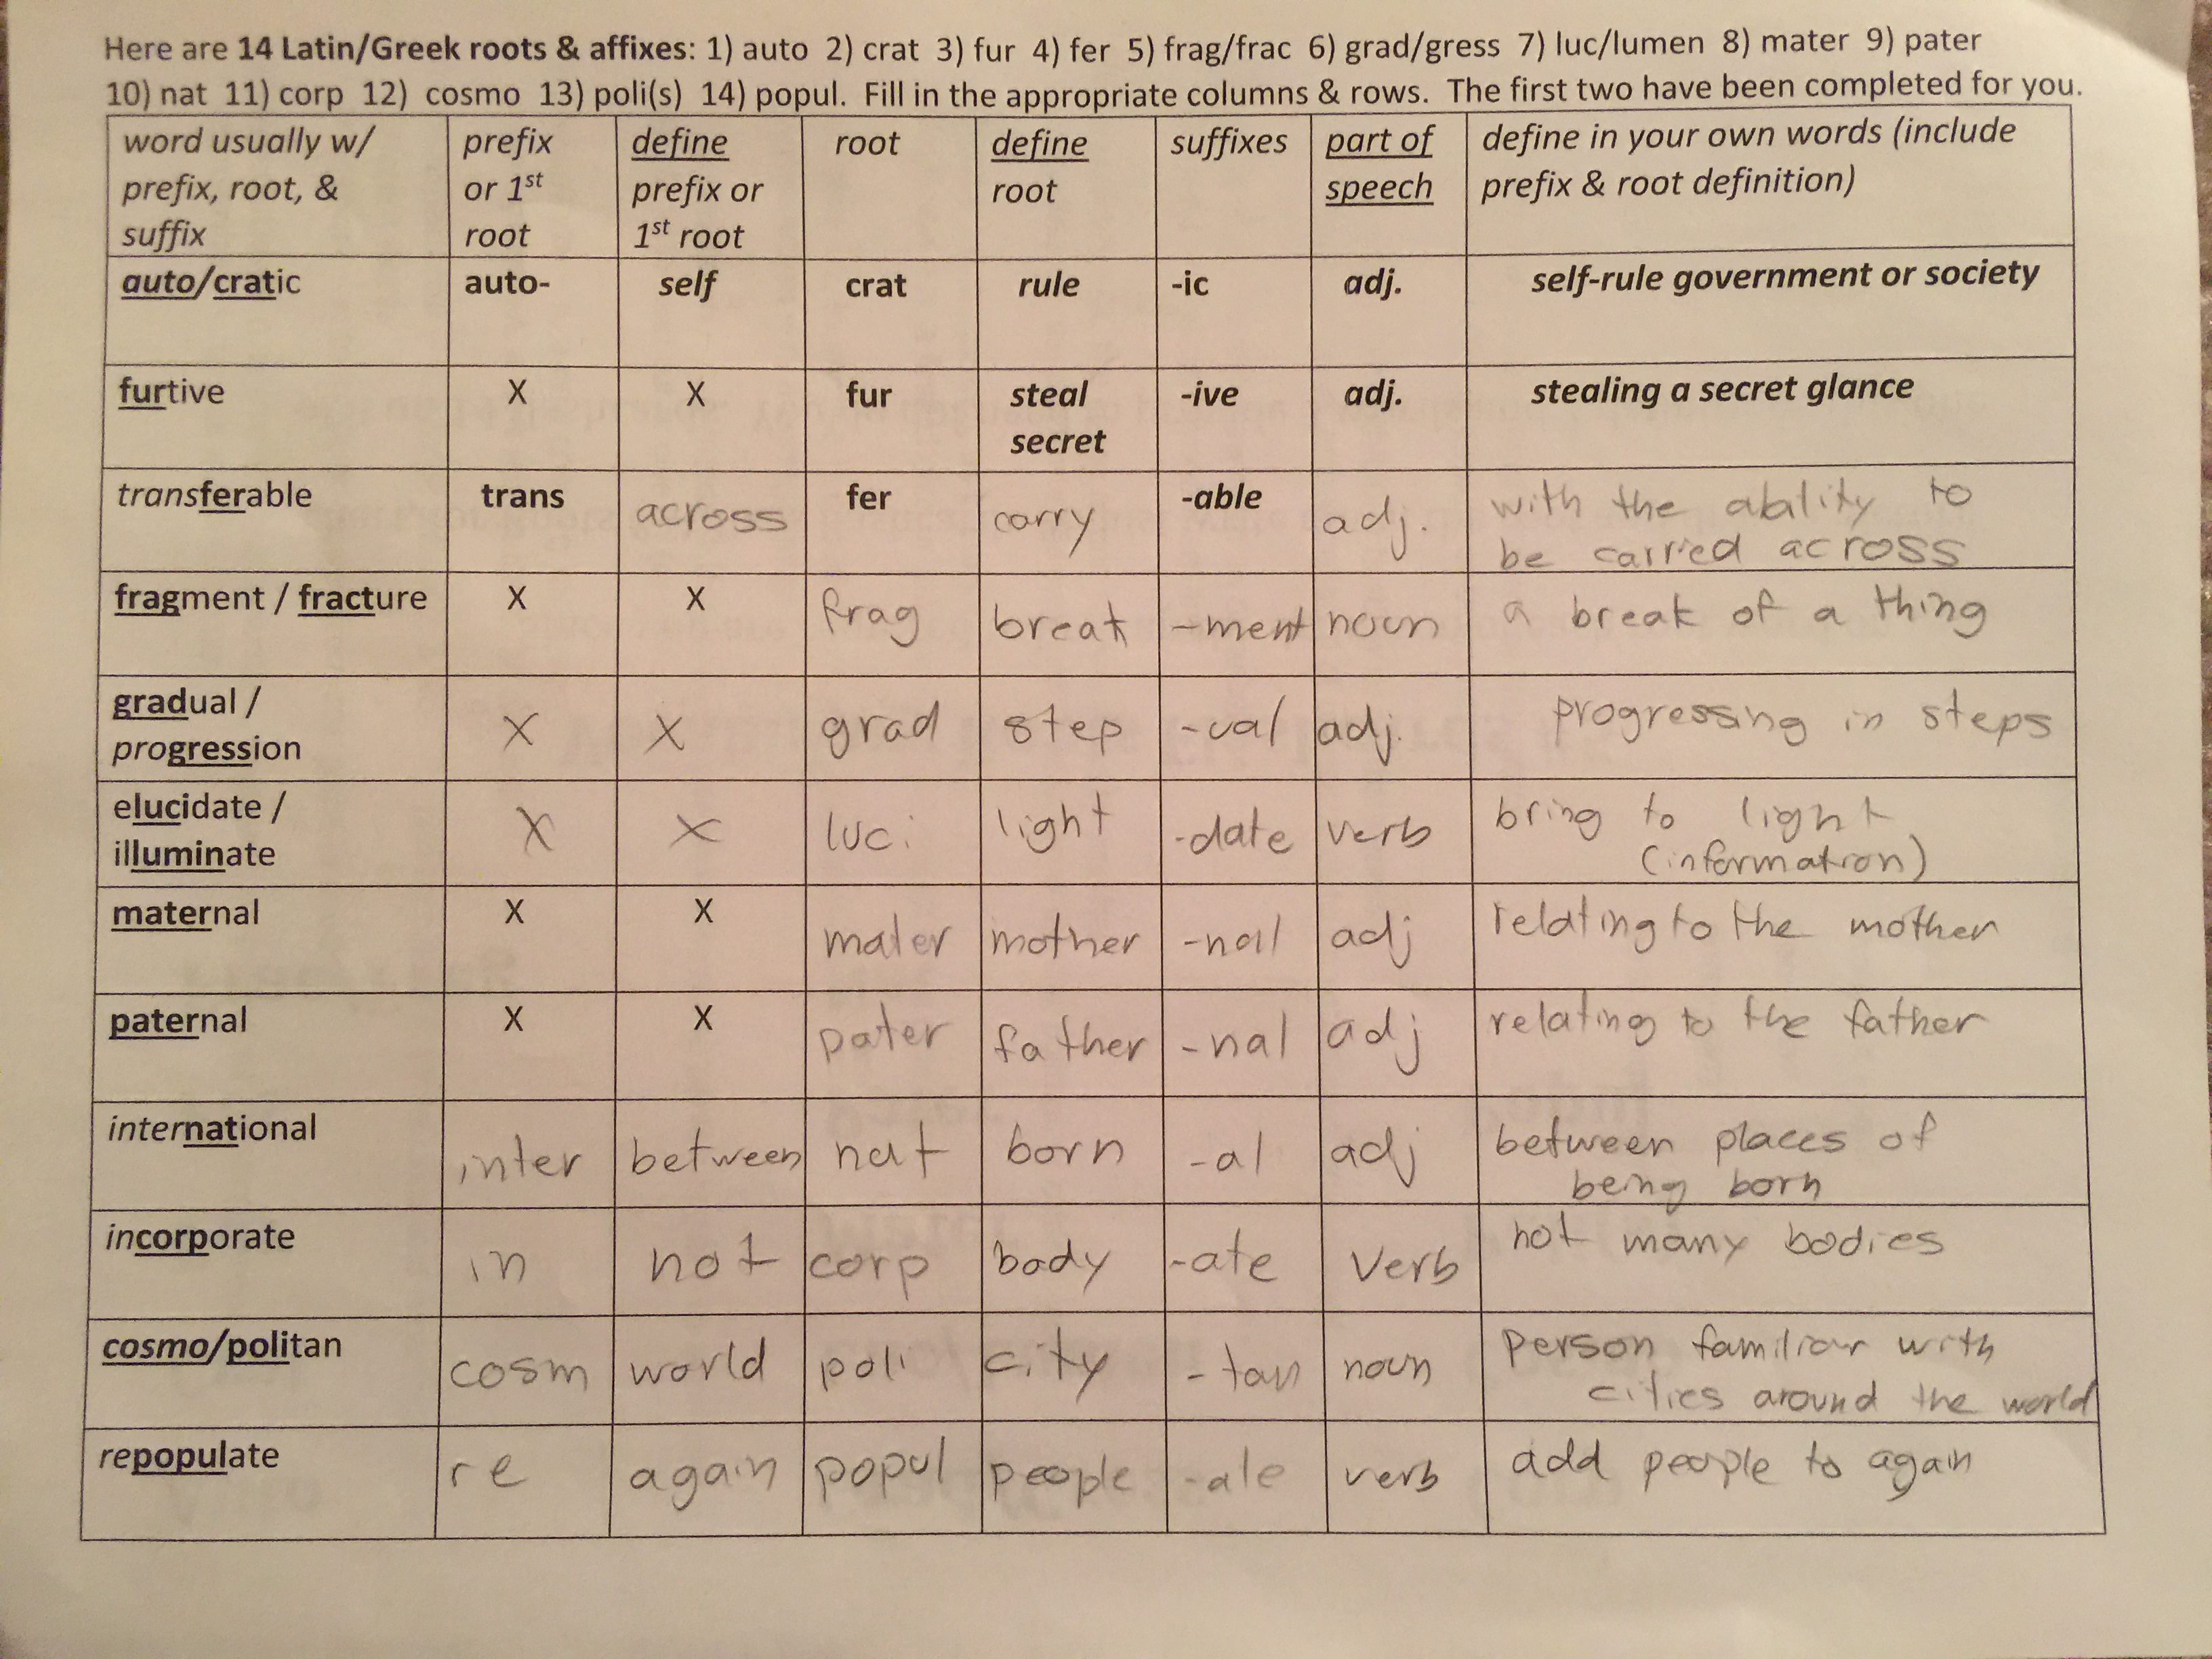 Here are 14 Latin/Greek roots & affixes: 1) auto 2) crat 3) fur 4) fer 5) frag/frac 6) grad/gress 7) luc/lumen 8) mater 9) pater
10) nat 11) corp 12) cosmo 13) poli(s) 14) popul. Fill in the appropriate columns & rows. The first two have been completed for you.
word usually w/ prefix define root define suffixes part of define in your own words (include
prefix, root, & or 1st prefix or root speech prefix & root definition)
suffix root 1st root
auto/cratic auto- self crat rule -ic adj. self-rule government or society
furtive X X fur steal -ive adj. stealing a secret glance
secret
transferable trans across fer carry -able adj. with the ability to
be carried across
fragment / fracture X X frag break -ment noun a break of a thing
gradual / X X grad step -ual adj. progressing in steps
progression
elucidate / X X luci light -date verb bring to light
illuminate (information)
maternal X X mater mother -nal adj relating to the mother
paternal X X pater father -nal adj relating to the father
international inter between nat born -al adj between places of
being born
incorporate in not corp body -ate verb not many bodies
cosmo/politan cosm world poli city -tan noun person familiar with
cities around the world
repopulate re again popul people -ate verb add people to again